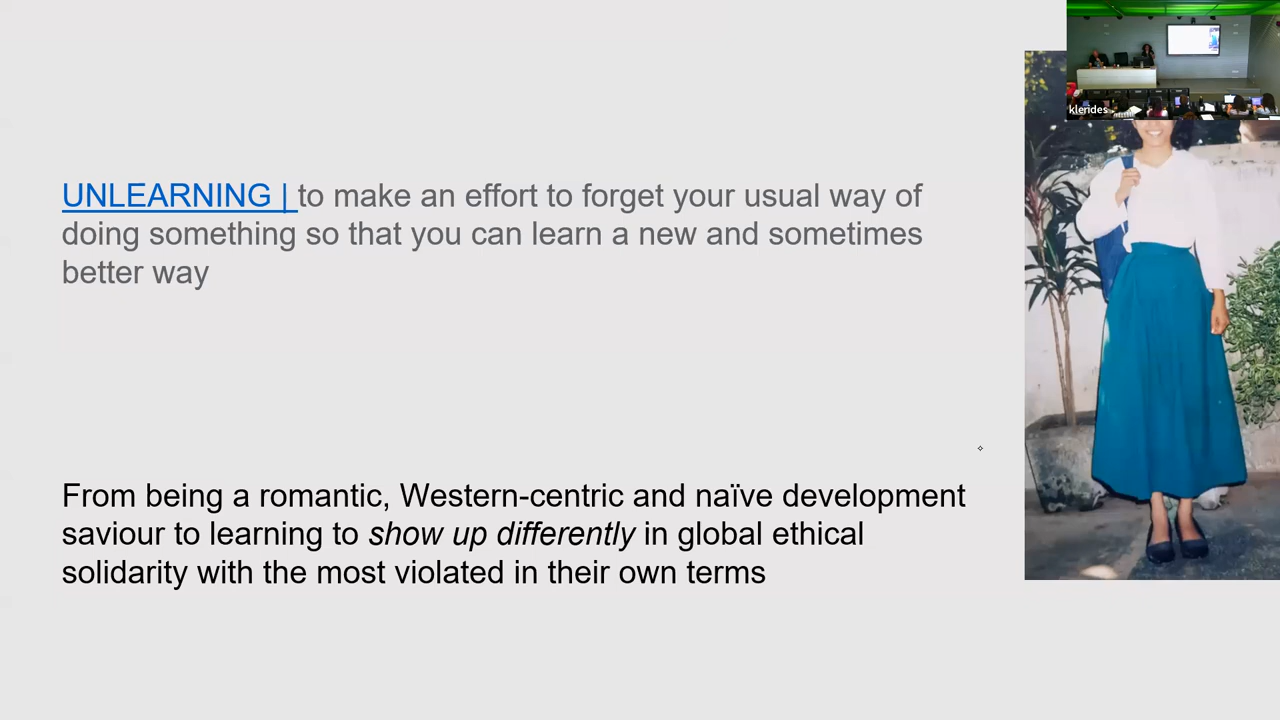 klerides
UNLEARNING | to make an effort to forget your usual way of
doing something so that you can learn a new and sometimes
better way
From being a romantic, Western-centric and naïve development
saviour to learning to show up differently in global ethical
solidarity with the most violated in their own terms